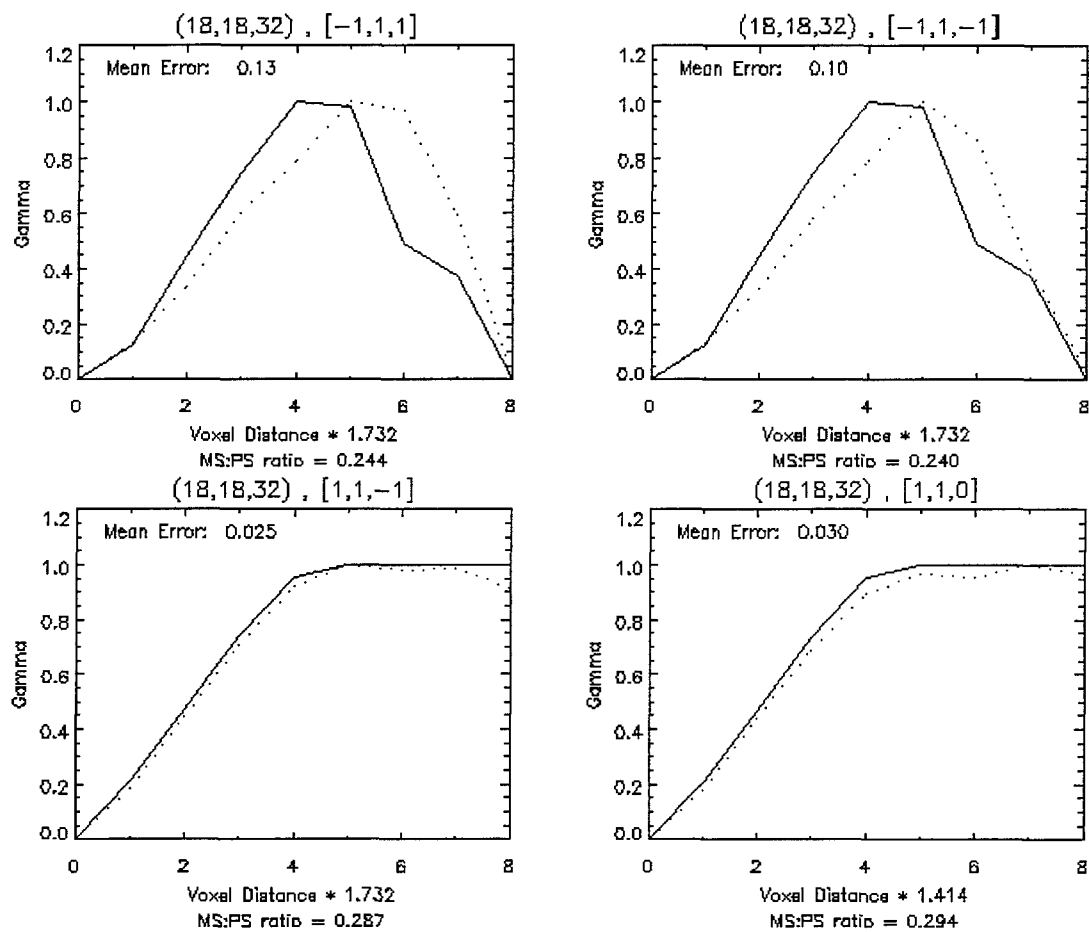 (18,18,32) , [-1,1,1]
Mean Error: 0.13
1.2
1.0
0.8
0.6
0.4
0.2
0.0
Gamma
0 2 4 6 8
Voxel Distance * 1.732
MS:PS ratio = 0.244
(18,18,32) , [-1,1,-1]
Mean Error: 0.10
1.2
1.0
0.8
0.6
0.4
0.2
0.0
Gamma
0 2 4 6 8
Voxel Distance * 1.732
MS:PS ratio = 0.240
(18,18,32) , [1,1,-1]
Mean Error: 0.025
1.2
1.0
0.8
0.6
0.4
0.2
0.0
Gamma
0 2 4 6 8
Voxel Distance * 1.732
MS:PS ratio = 0.287
(18,18,32) , [1,1,0]
Mean Error: 0.030
1.2
1.0
0.8
0.6
0.4
0.2
0.0
Gamma
0 2 4 6 8
Voxel Distance * 1.414
MS:PS ratio = 0.294